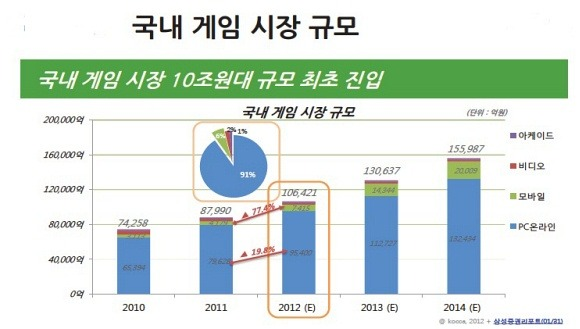 국내 게임 시장 규모
국내 게임 시장 10조원대 규모 최초 진입
국내 게임 시장 규모
(단위 : 억원)
200,000억
160,000억
120,000억
80,000억
40,000억
0억
6%
2%
1%
91%
74,258
87,990
106,421
130,637
155,987
77.4%
19.8%
65,394
79,628
95,400
112,727
14,344
132,434
20,009
아케이드
비디오
모바일
PC온라인
2010
2011
2012 (E)
2013 (E)
2014 (E)
@ kocca, 2012 + 삼성증권리포트(01/31)